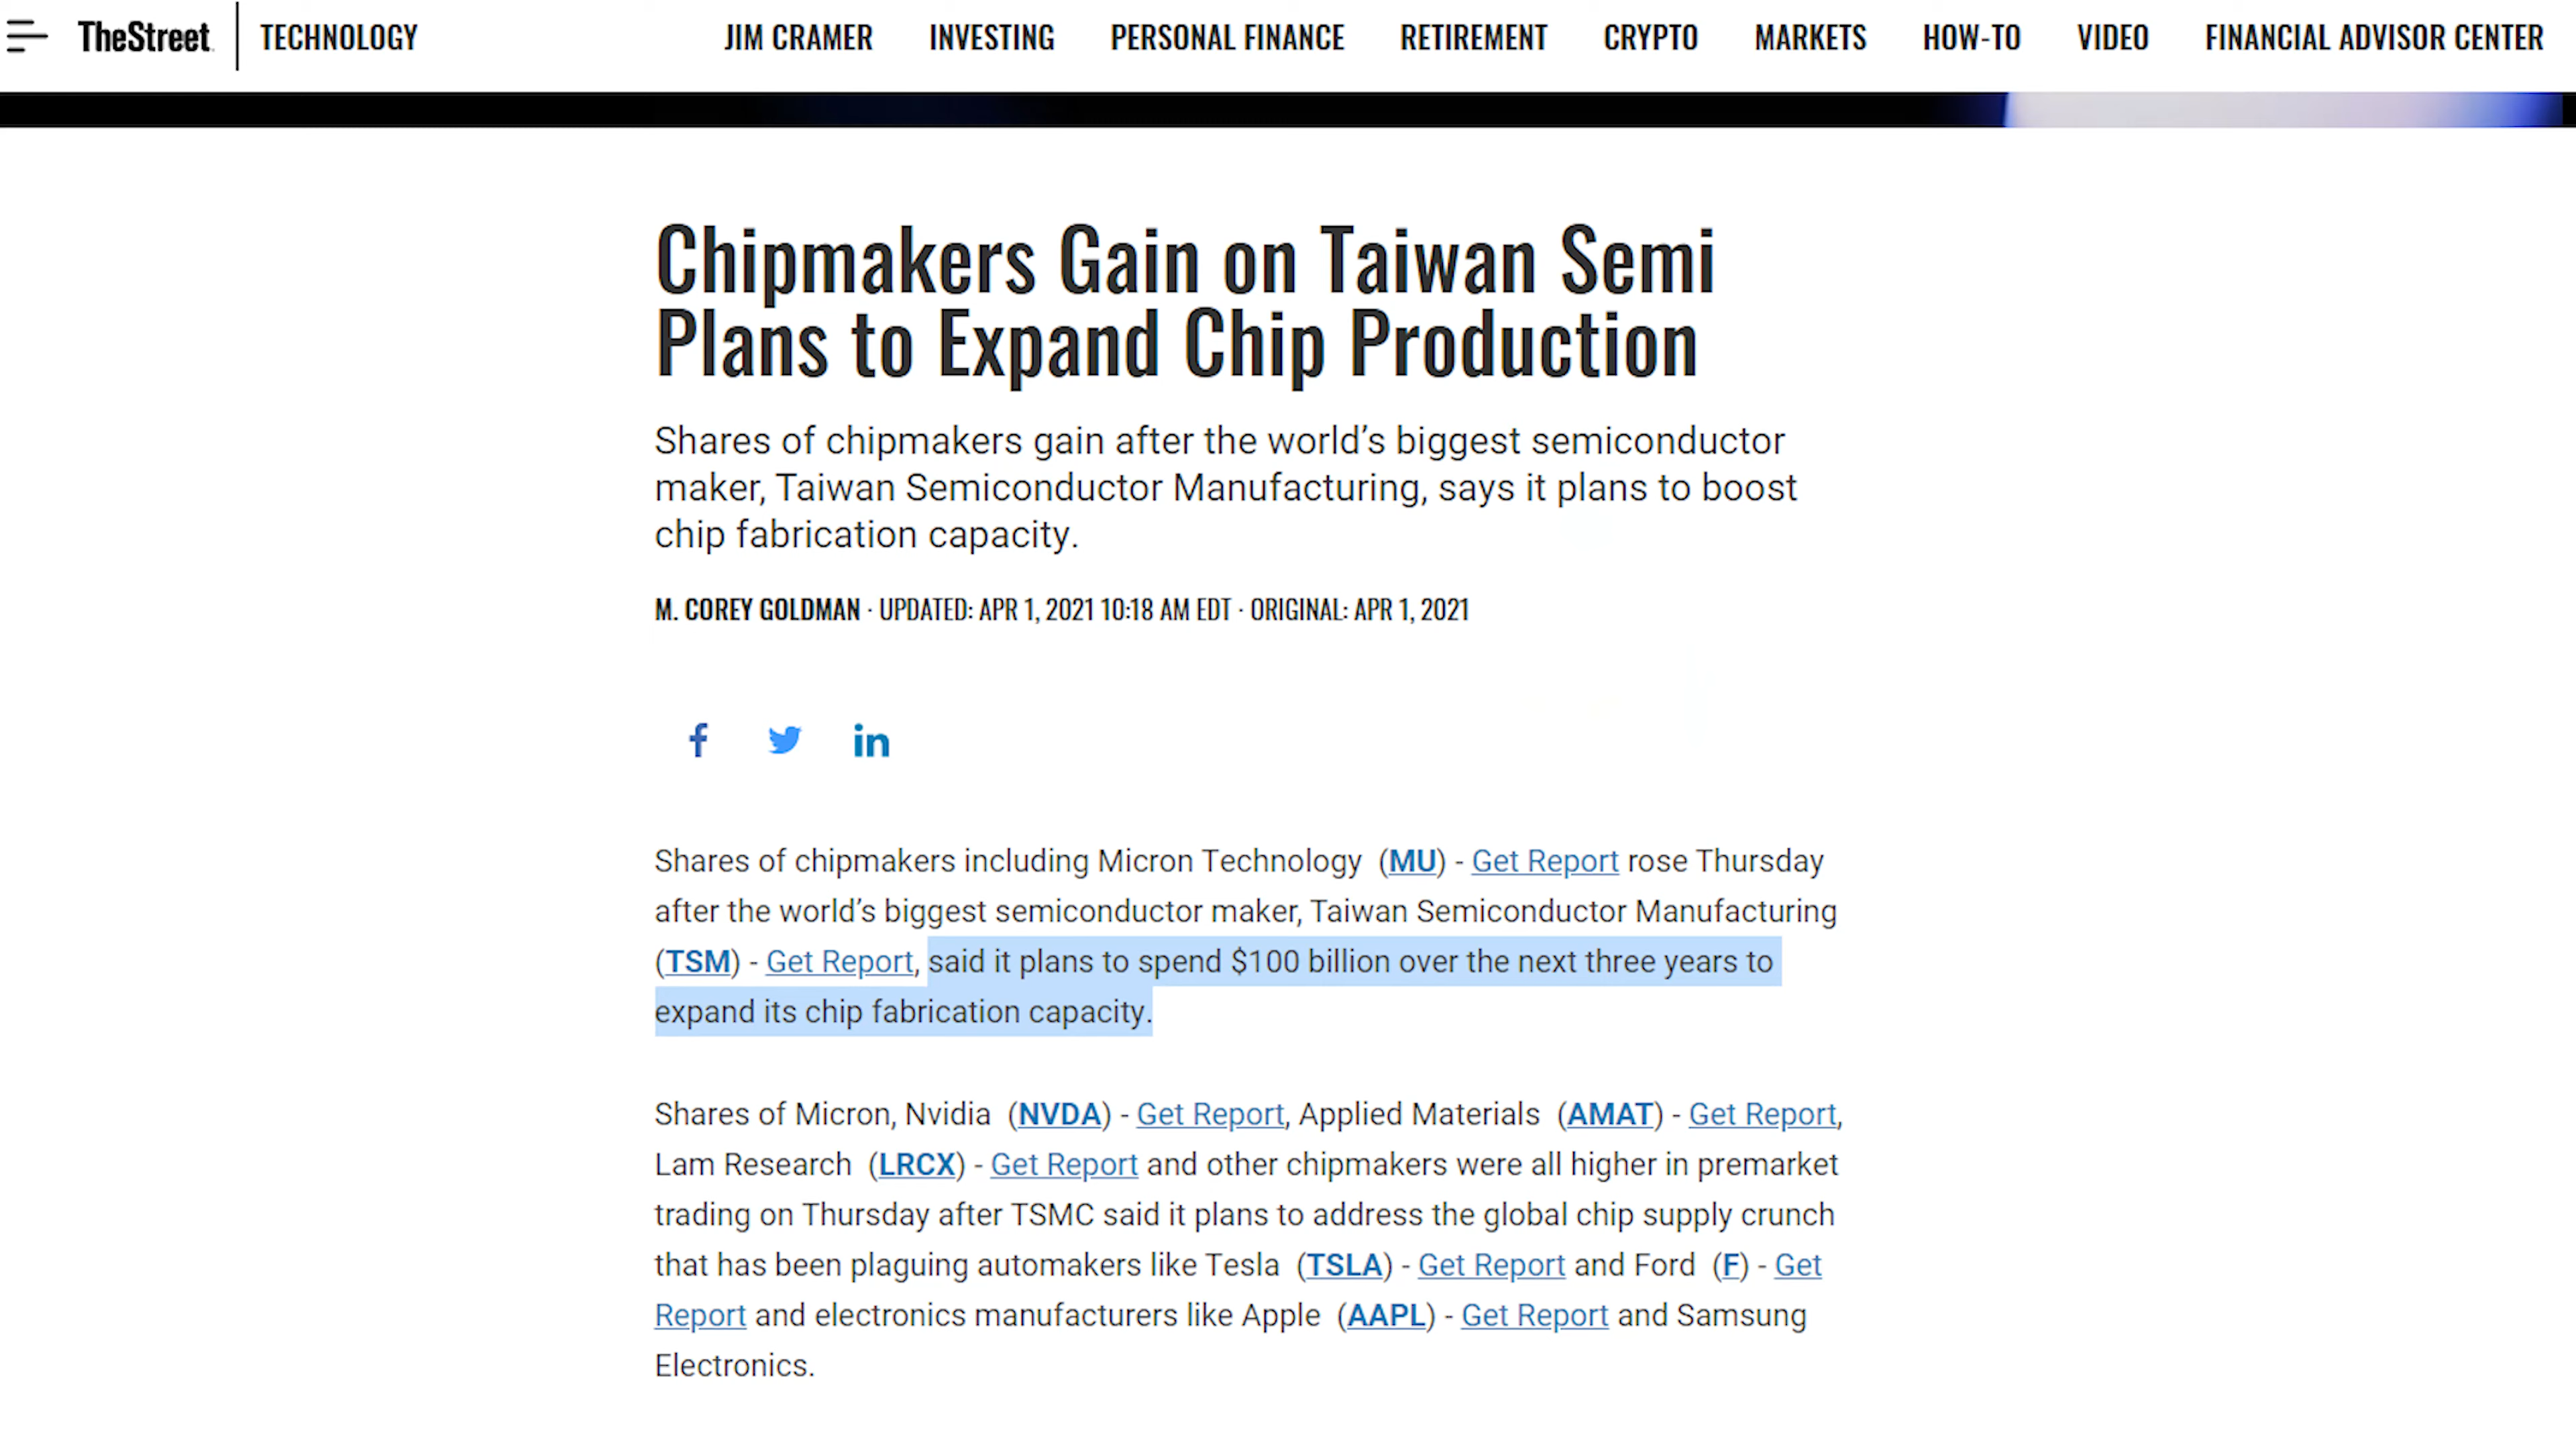 TheStreet
TECHNOLOGY
JIM CRAMER
INVESTING
PERSONAL FINANCE
RETIREMENT
CRYPTO
MARKETS
HOW-TO
VIDEO
FINANCIAL ADVISOR CENTER
Chipmakers Gain on Taiwan Semi
Plans to Expand Chip Production
Shares of chipmakers gain after the world’s biggest semiconductor
maker, Taiwan Semiconductor Manufacturing, says it plans to boost
chip fabrication capacity.
M. COREY GOLDMAN · UPDATED: APR 1, 2021 10:18 AM EDT · ORIGINAL: APR 1, 2021
Shares of chipmakers including Micron Technology (MU) - Get Report rose Thursday
after the world’s biggest semiconductor maker, Taiwan Semiconductor Manufacturing
(TSM) - Get Report, said it plans to spend $100 billion over the next three years to
expand its chip fabrication capacity.
Shares of Micron, Nvidia (NVDA) - Get Report, Applied Materials (AMAT) - Get Report,
Lam Research (LRCX) - Get Report and other chipmakers were all higher in premarket
trading on Thursday after TSMC said it plans to address the global chip supply crunch
that has been plaguing automakers like Tesla (TSLA) - Get Report and Ford (F) - Get
Report and electronics manufacturers like Apple (AAPL) - Get Report and Samsung
Electronics.